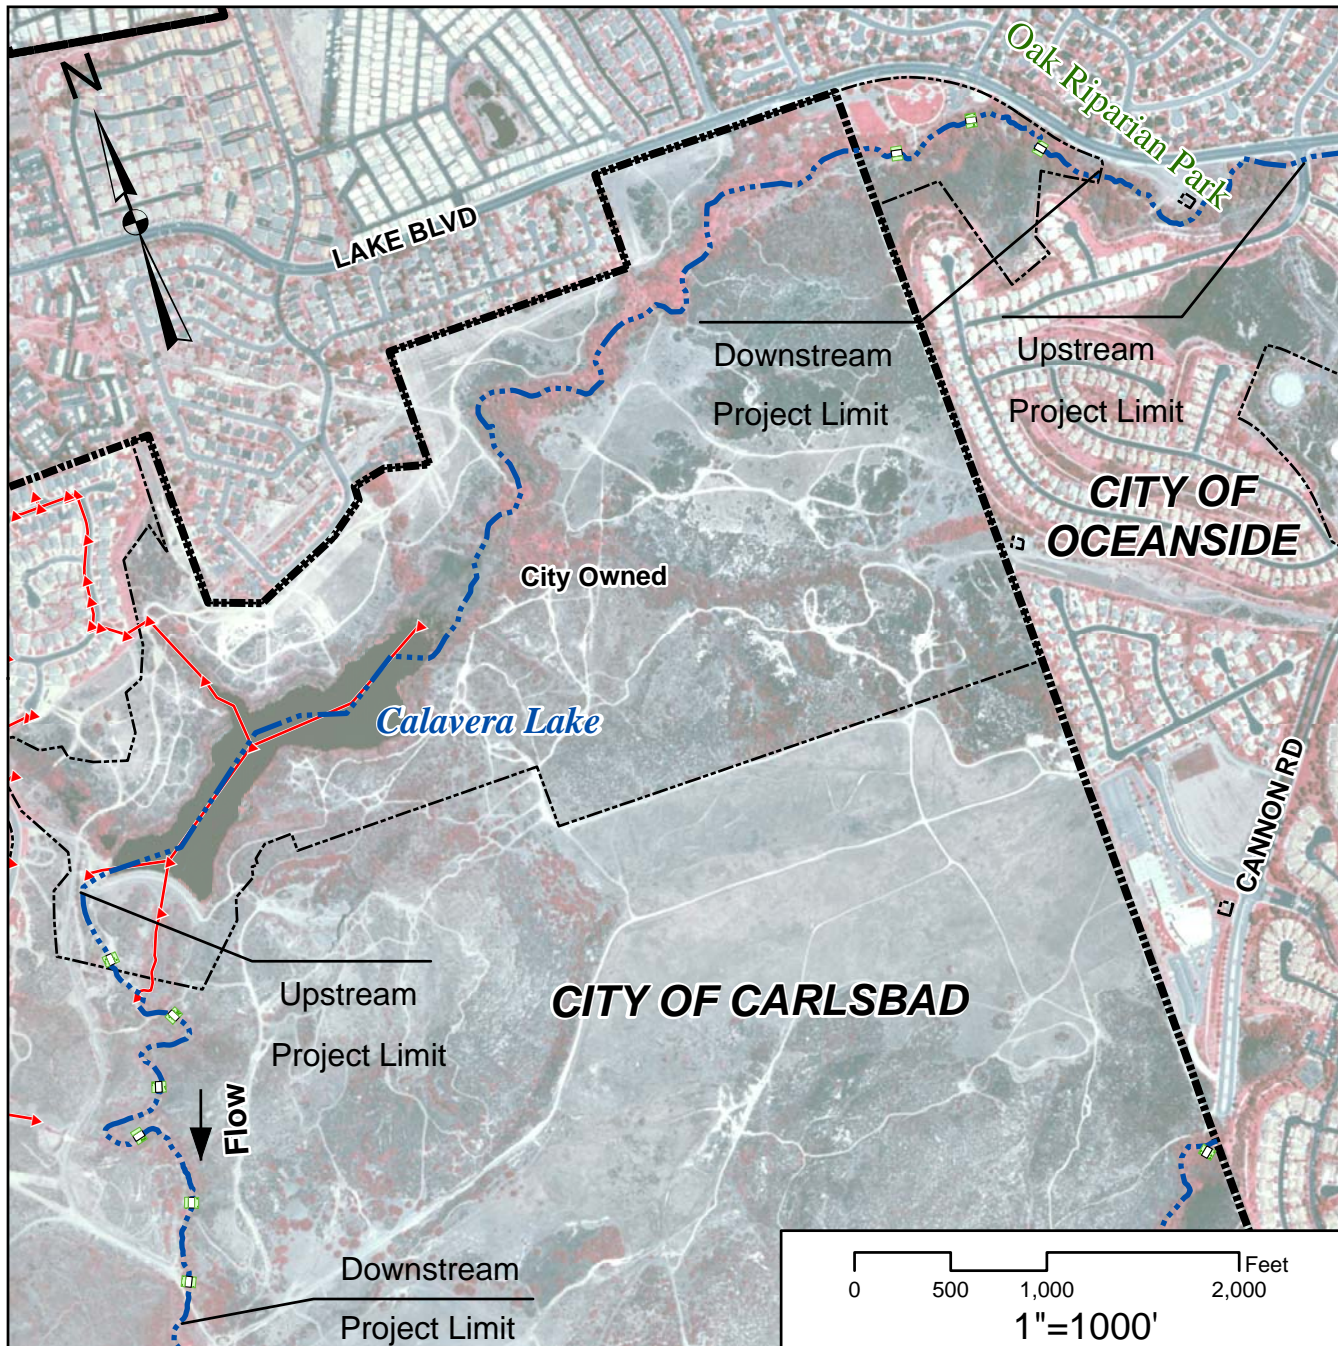 N
Oak Riparian Park
LAKE BLVD
Downstream
Project Limit
Upstream
Project Limit
CITY OF
OCEANSIDE
City Owned
Calavera Lake
CANNON RD
Upstream
Project Limit
CITY OF CARLSBAD
Flow
Downstream
Project Limit
Feet
0 500 1,000 2,000
1"=1000'